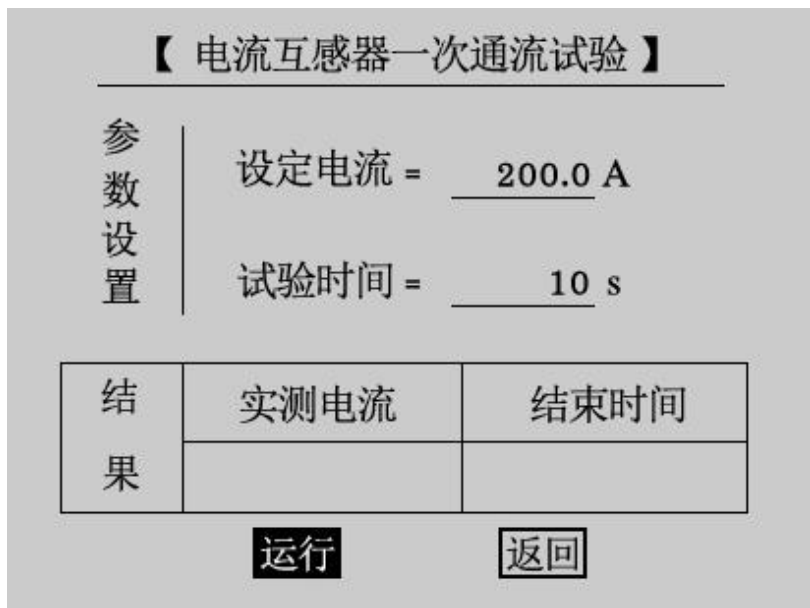 【 电流互感器一次通流试验 】
参数设置
设定电流 = 200.0 A
试验时间 = 10 s
结果
实测电流 结束时间
运行 返回